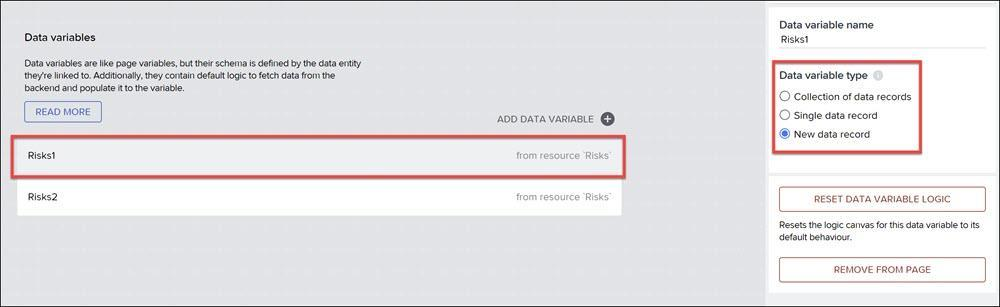 Data variables
Data variables are like page variables, but their schema is defined by the data entity
they're linked to. Additionally, they contain default logic to fetch data from the
backend and populate it to the variable.
READ MORE
ADD DATA VARIABLE
Risks1 from resource `Risks`
Risks2 from resource `Risks`
Data variable name
Risks1
Data variable type
Collection of data records
Single data record
New data record
RESET DATA VARIABLE LOGIC
Resets the logic canvas for this data variable to its
default behaviour.
REMOVE FROM PAGE